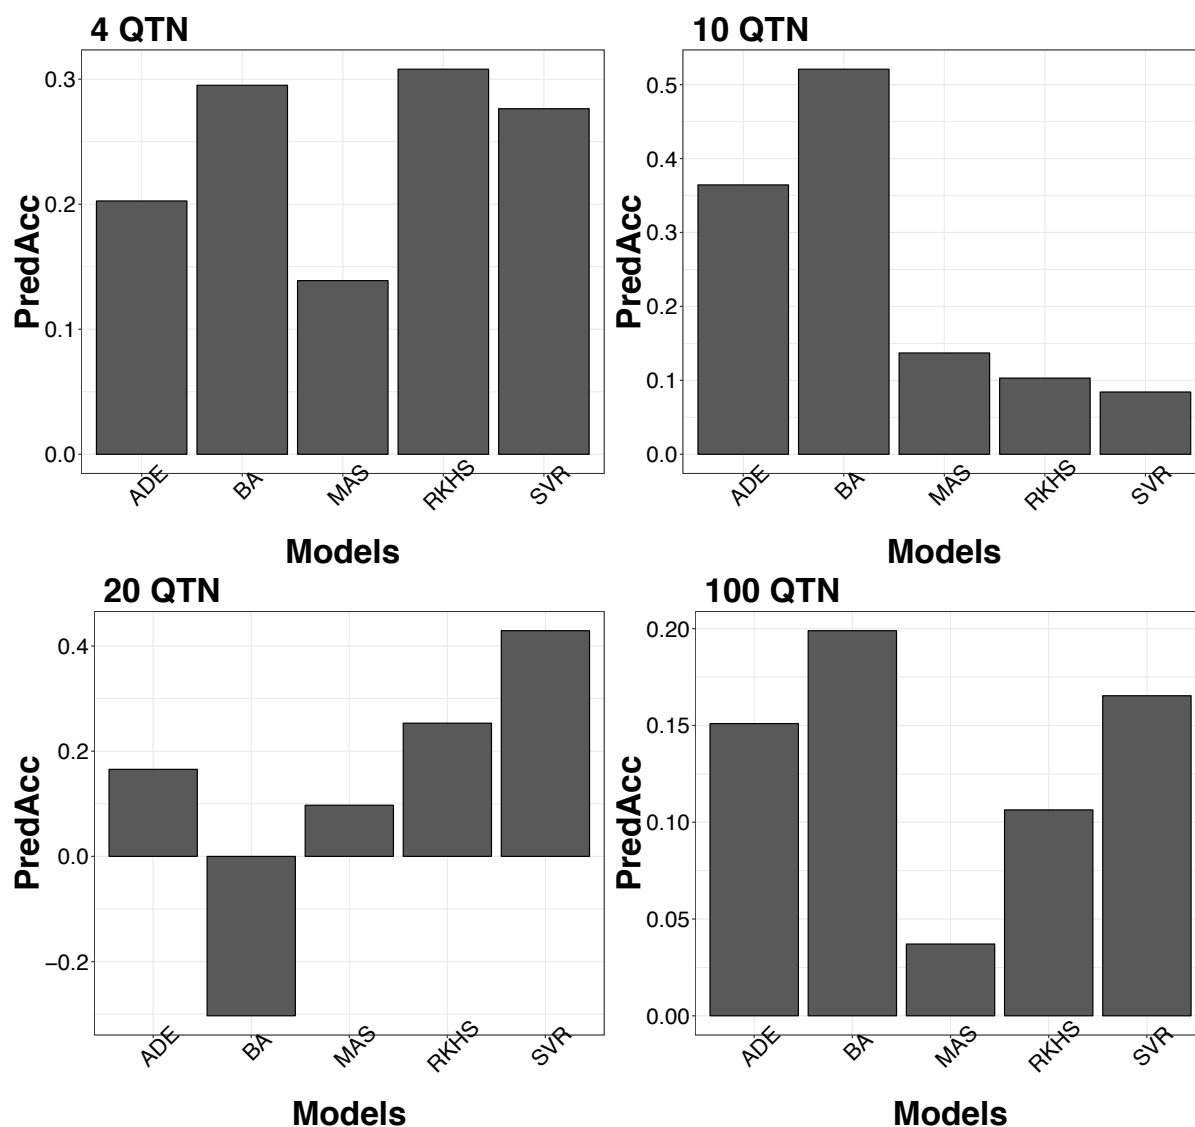 4 QTN
PredAcc
0.3
0.2
0.1
0.0
ADE BA MAS RKHS SVR
Models
10 QTN
PredAcc
0.5
0.4
0.3
0.2
0.1
0.0
ADE BA MAS RKHS SVR
Models
20 QTN
PredAcc
0.4
0.2
0.0
−0.2
ADE BA MAS RKHS SVR
Models
100 QTN
PredAcc
0.20
0.15
0.10
0.05
0.00
ADE BA MAS RKHS SVR
Models